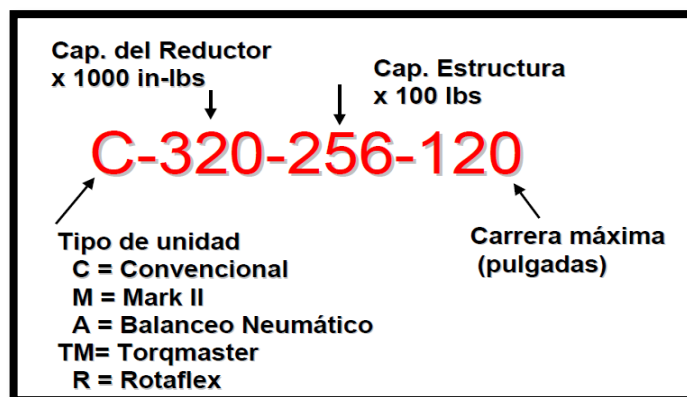 Cap. del Reductor
x 1000 in-lbs
Cap. Estructura
x 100 lbs
C-320-256-120
Tipo de unidad
C = Convencional
M = Mark II
A = Balanceo Neumático
TM= Torqmaster
R = Rotaflex
Carrera máxima
(pulgadas)